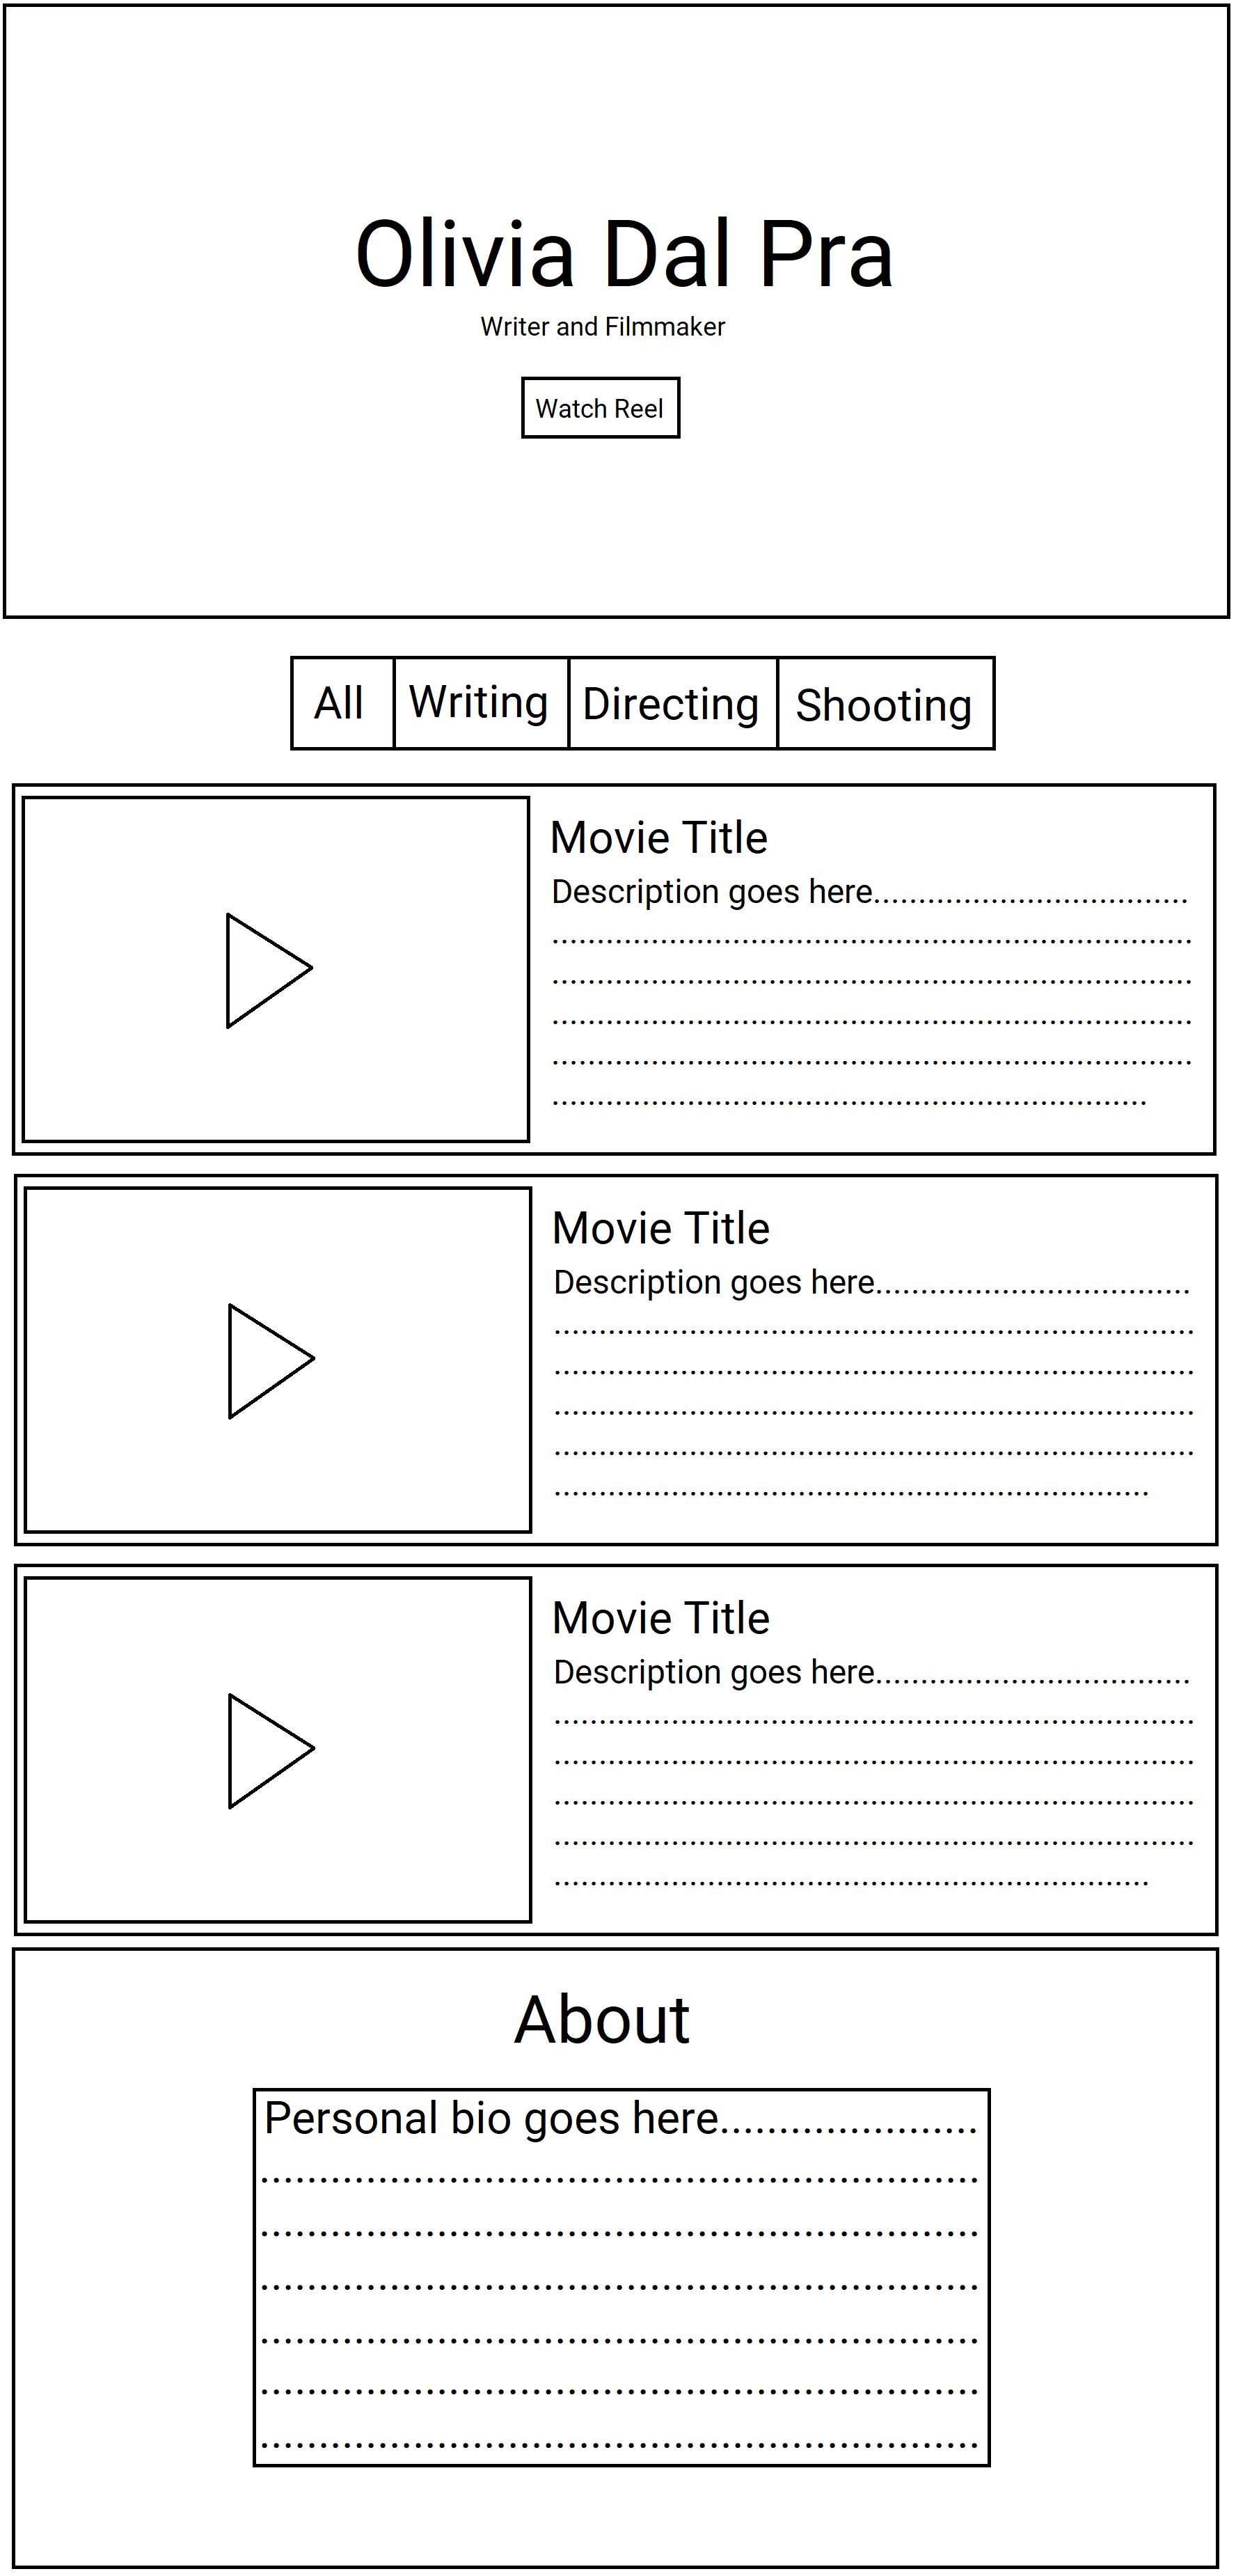 Olivia Dal Pra
Writer and Filmmaker
Watch Reel
All Writing Directing Shooting
Movie Title
Description goes here...................................
.......................................................................
.......................................................................
.......................................................................
.......................................................................
..................................................................
Movie Title
Description goes here...................................
.......................................................................
.......................................................................
.......................................................................
.......................................................................
..................................................................
Movie Title
Description goes here...................................
.......................................................................
.......................................................................
.......................................................................
.......................................................................
..................................................................
About
Personal bio goes here......................
.............................................................
.............................................................
.............................................................
.............................................................
.............................................................
.............................................................